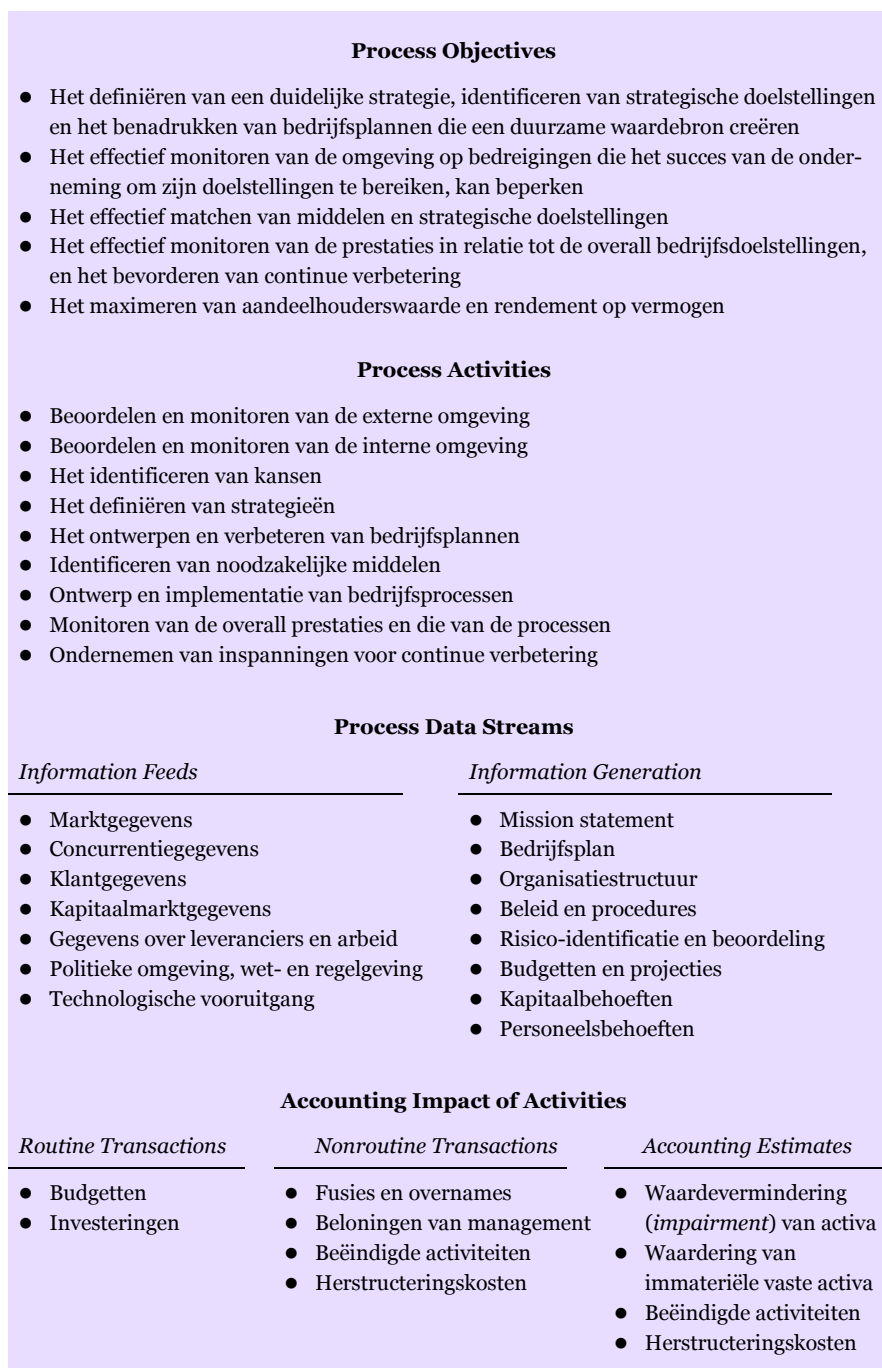 Process Objectives
● Het definiëren van een duidelijke strategie, identificeren van strategische doelstellingen
en het benadrukken van bedrijfsplannen die een duurzame waardebron creëren
● Het effectief monitoren van de omgeving op bedreigingen die het succes van de onder-
neming om zijn doelstellingen te bereiken, kan beperken
● Het effectief matchen van middelen en strategische doelstellingen
● Het effectief monitoren van de prestaties in relatie tot de overall bedrijfsdoelstellingen,
en het bevorderen van continue verbetering
● Het maximeren van aandeelhouderswaarde en rendement op vermogen
Process Activities
● Beoordelen en monitoren van de externe omgeving
● Beoordelen en monitoren van de interne omgeving
● Het identificeren van kansen
● Het definiëren van strategieën
● Het ontwerpen en verbeteren van bedrijfsplannen
● Identificeren van noodzakelijke middelen
● Ontwerp en implementatie van bedrijfsprocessen
● Monitoren van de overall prestaties en die van de processen
● Ondernemen van inspanningen voor continue verbetering
Process Data Streams
Information Feeds
● Marktgegevens
● Concurrentiegegevens
● Klantgegevens
● Kapitaalmarktgegevens
● Gegevens over leveranciers en arbeid
● Politieke omgeving, wet- en regelgeving
● Technologische vooruitgang
Information Generation
● Mission statement
● Bedrijfsplan
● Organisatiestructuur
● Beleid en procedures
● Risico-identificatie en beoordeling
● Budgetten en projecties
● Kapitaalbehoeften
● Personeelsbehoeften
Accounting Impact of Activities
Routine Transactions
● Budgetten
● Investeringen
Nonroutine Transactions
● Fusies en overnames
● Beloningen van management
● Beëindigde activiteiten
● Herstructeringskosten
Accounting Estimates
● Waardevermindering
(impairment) van activa
● Waardering van
immateriële vaste activa
● Beëindigde activiteiten
● Herstructeringskosten